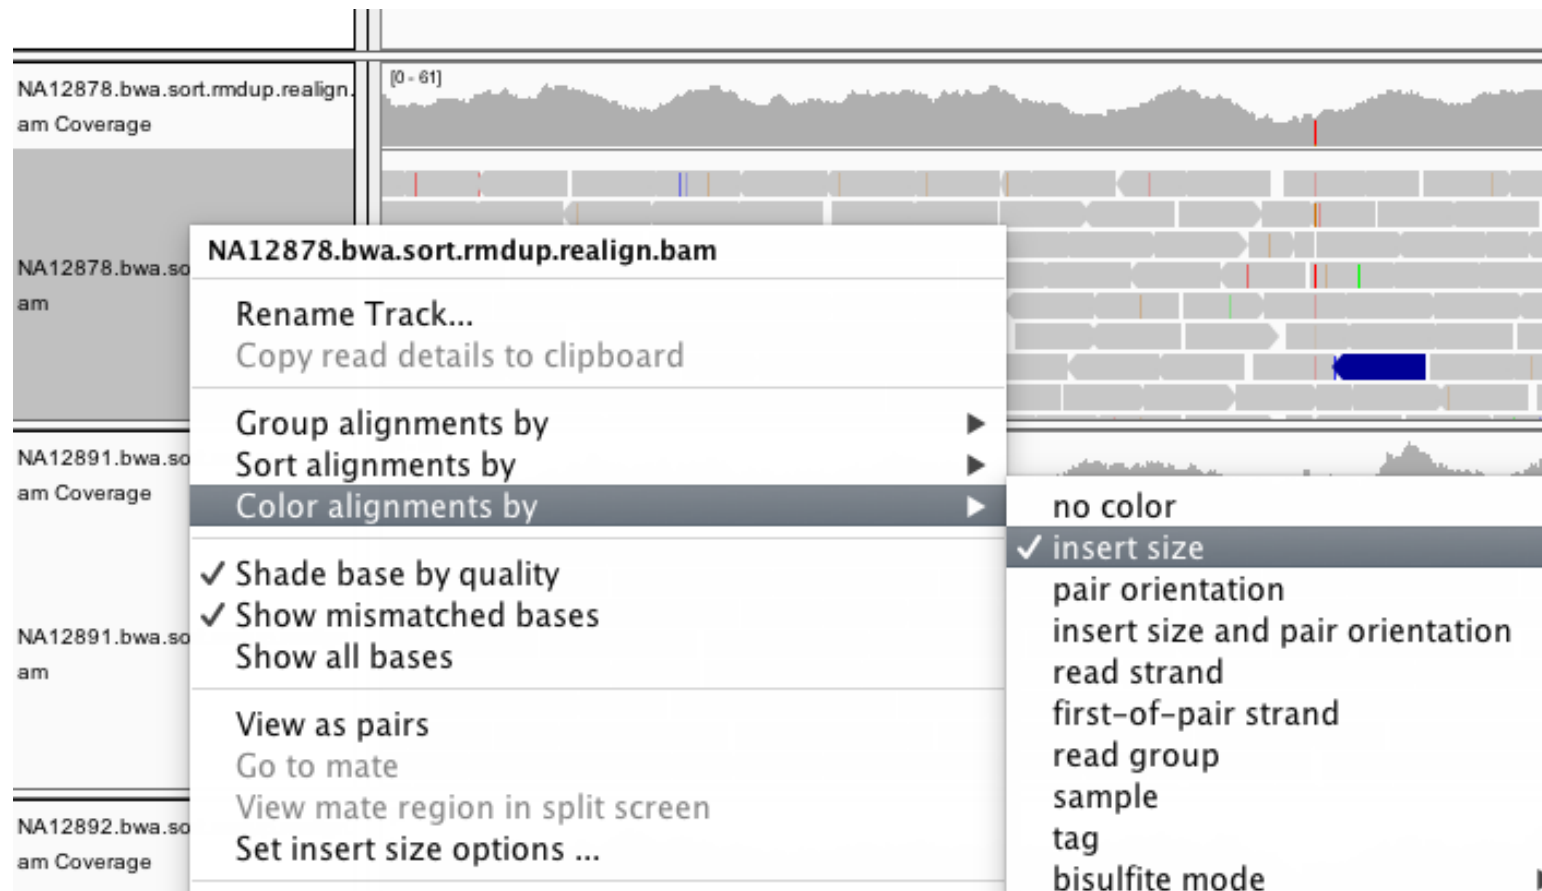 NA12878.bwa.sort.rmdup.realign.
am Coverage
[0 - 61]
NA12878.bwa.so
am
NA12878.bwa.sort.rmdup.realign.bam
Rename Track...
Copy read details to clipboard
Group alignments by
Sort alignments by
Color alignments by
Shade base by quality
Show mismatched bases
Show all bases
View as pairs
Go to mate
View mate region in split screen
Set insert size options ...
no color
insert size
pair orientation
insert size and pair orientation
read strand
first-of-pair strand
read group
sample
tag
bisulfite mode
NA12891.bwa.so
am Coverage
NA12891.bwa.so
am
NA12892.bwa.so
am Coverage